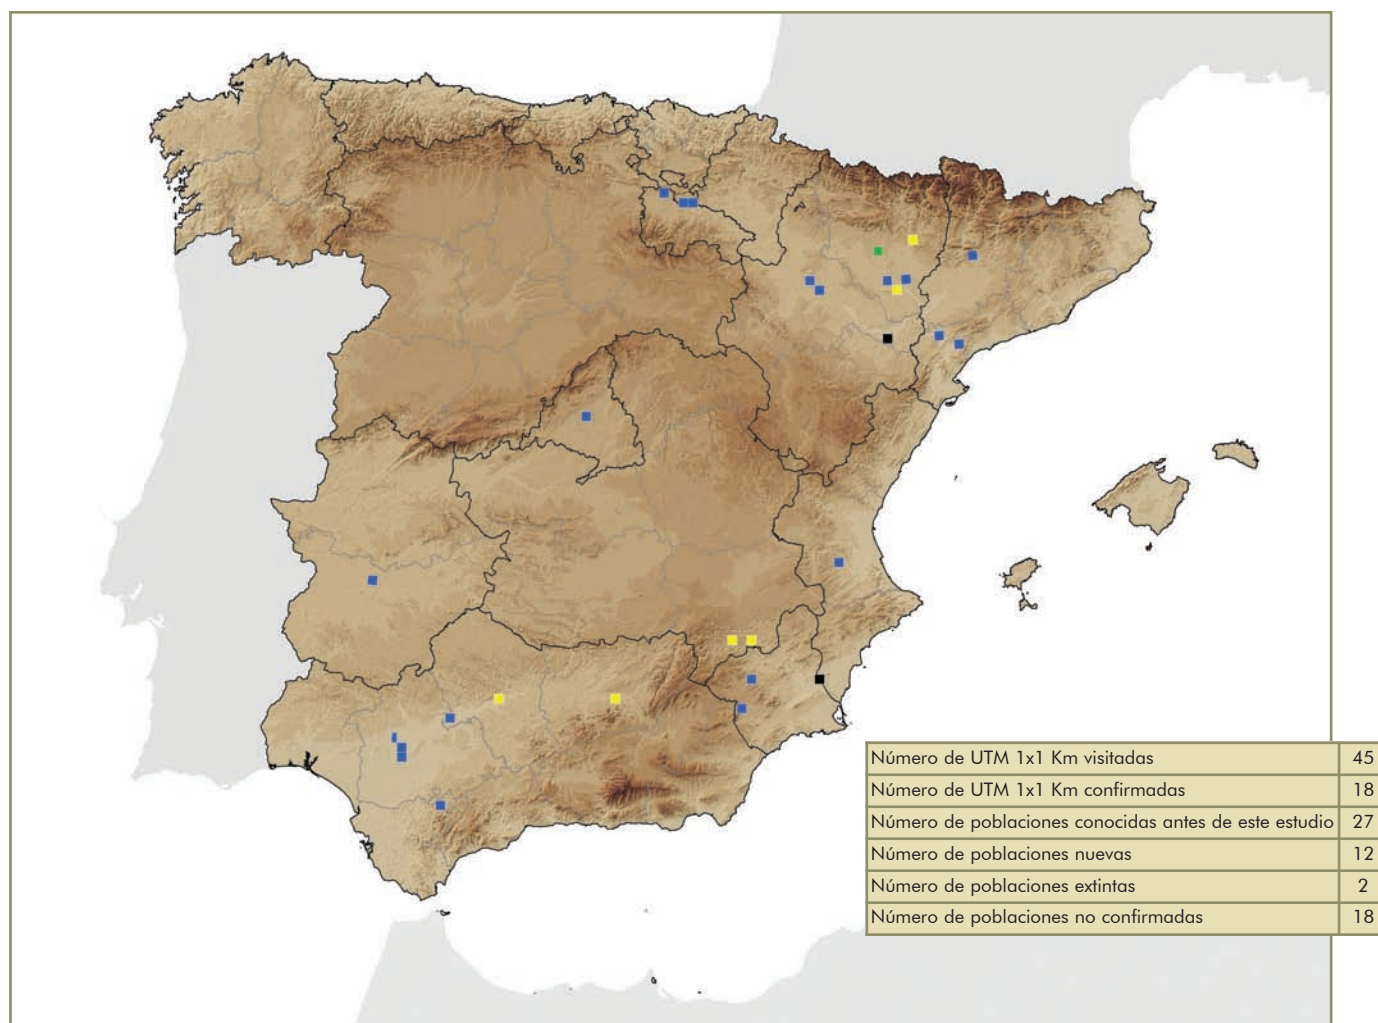 Número de UTM 1x1 Km visitadas 45
Número de UTM 1x1 Km confirmadas 18
Número de poblaciones conocidas antes de este estudio 27
Número de poblaciones nuevas 12
Número de poblaciones extintas 2
Número de poblaciones no confirmadas 18